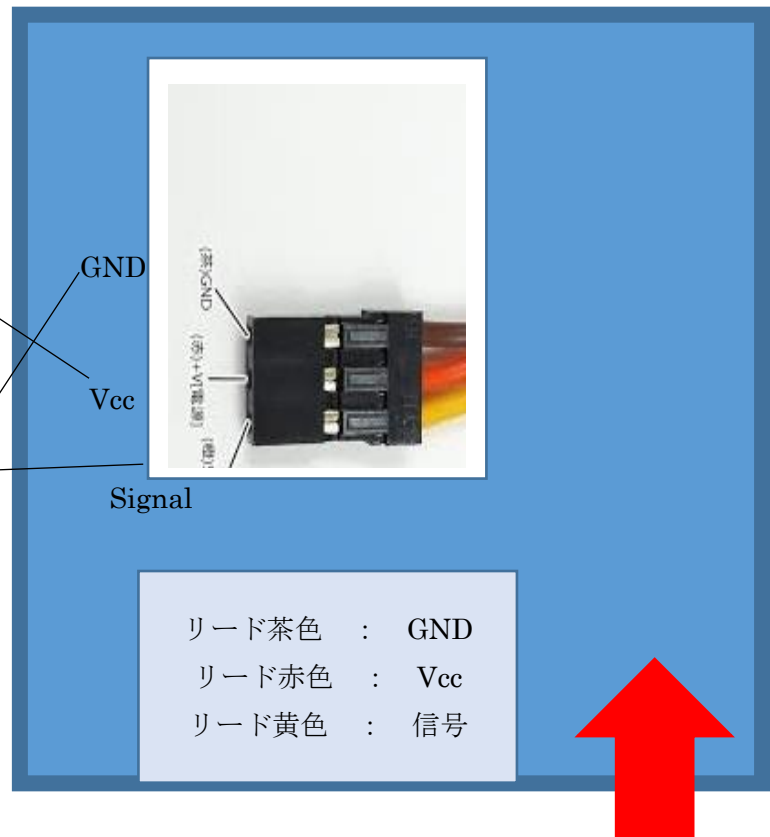 GND
(茶)GND
Vcc
(赤)+V[電源]
Signal
リード茶色 : GND
リード赤色 : Vcc
リード黄色 : 信号